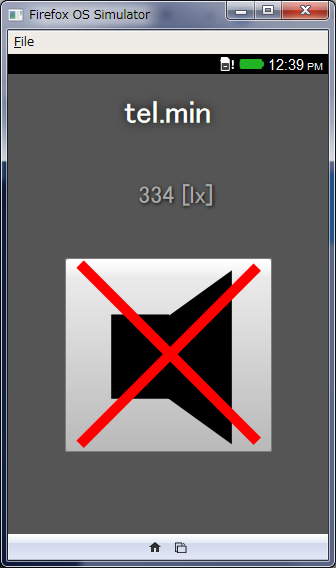 Firefox OS Simulator
File
! 12:39 PM
tel.min
334 [lx]